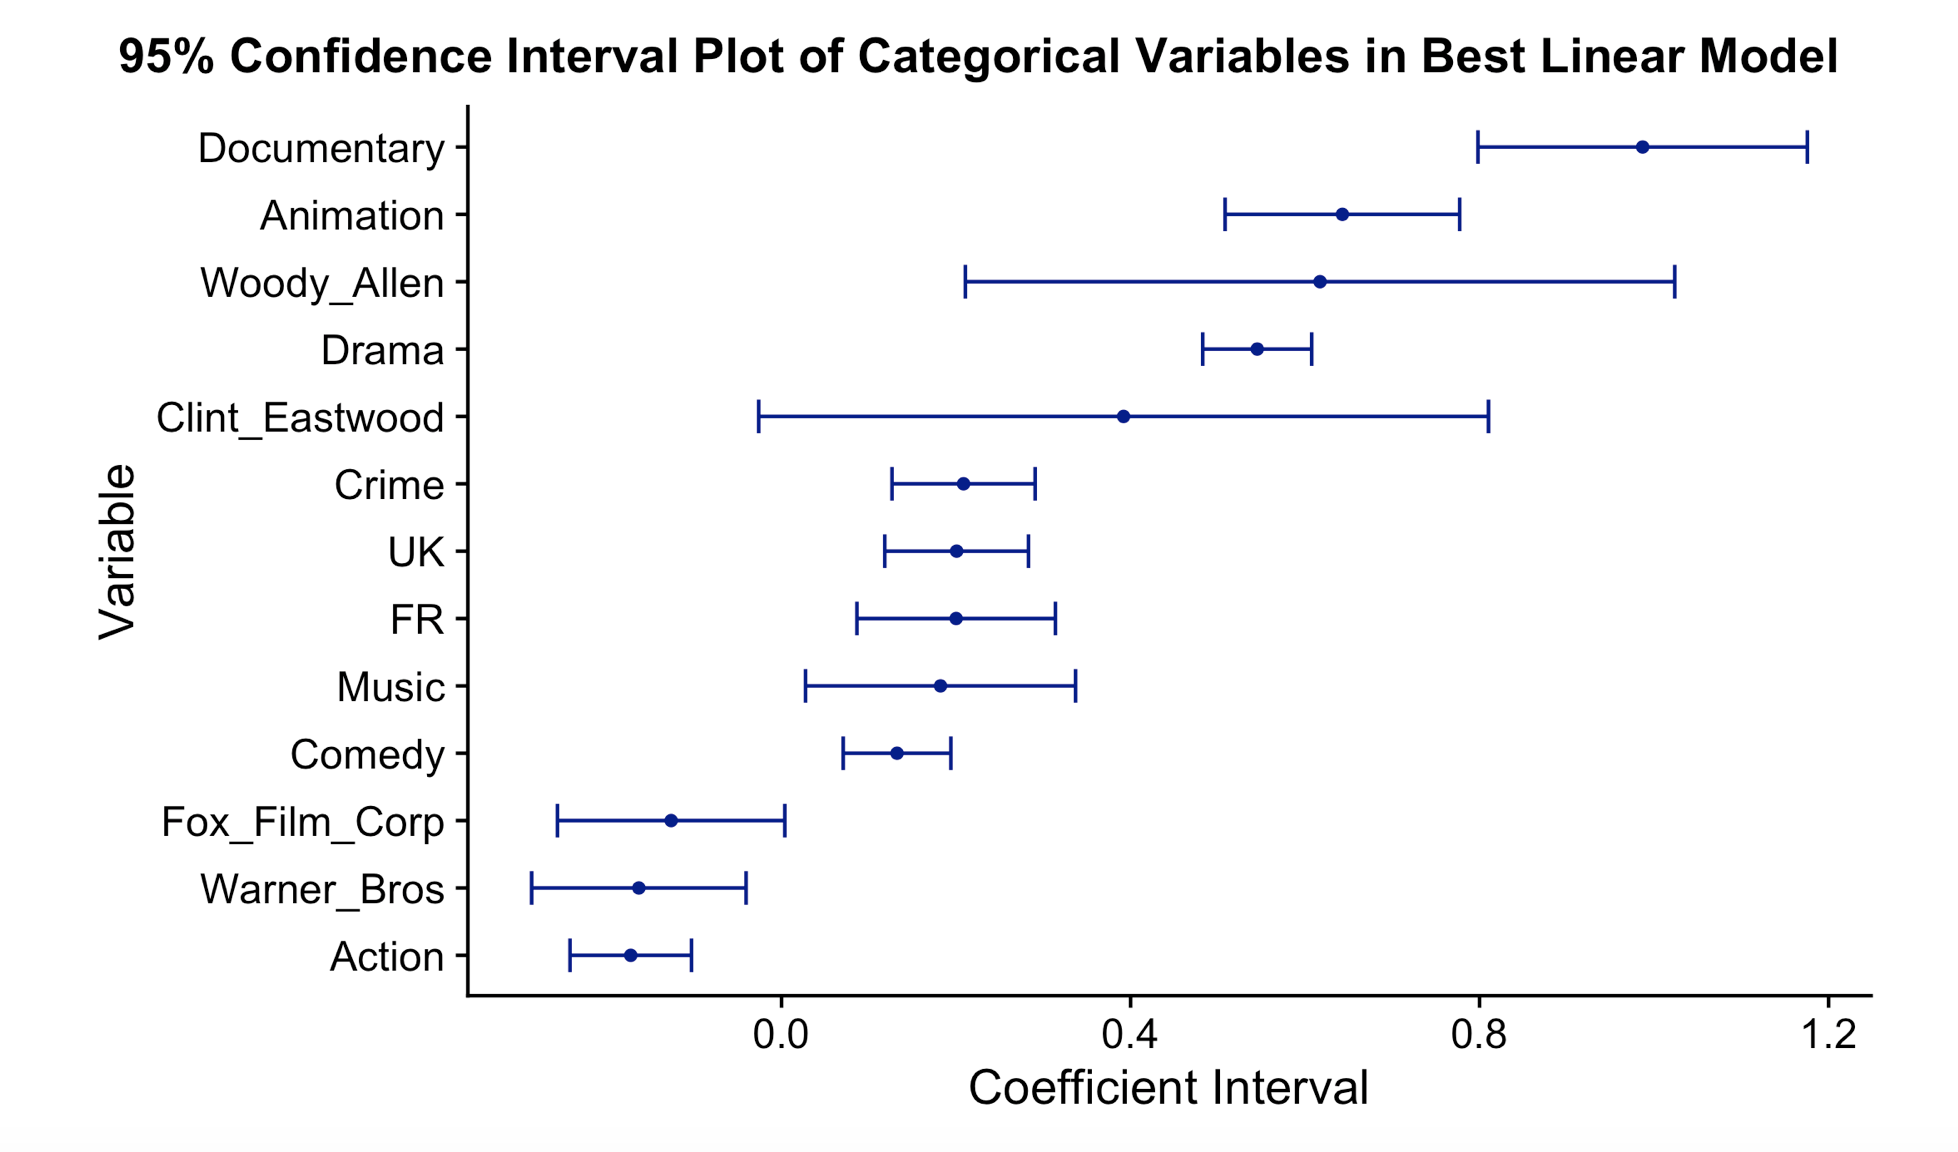 95% Confidence Interval Plot of Categorical Variables in Best Linear Model
Variable
Documentary
Animation
Woody_Allen
Drama
Clint_Eastwood
Crime
UK
FR
Music
Comedy
Fox_Film_Corp
Warner_Bros
Action
0.0 0.4 0.8 1.2
Coefficient Interval